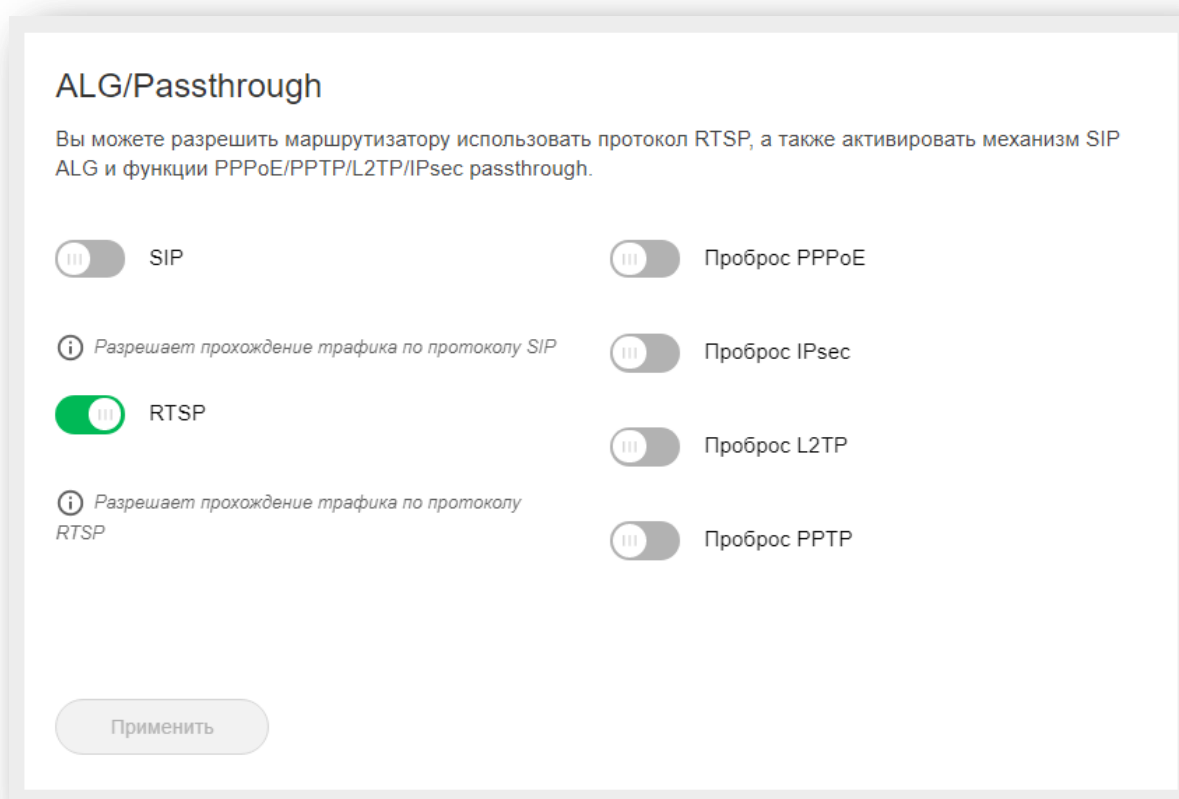 ALG/Passthrough
Вы можете разрешить маршрутизатору использовать протокол RTSP, а также активировать механизм SIP
ALG и функции PPPoE/PPTP/L2TP/IPsec passthrough.
SIP
Разрешает прохождение трафика по протоколу SIP
RTSP
Разрешает прохождение трафика по протоколу
RTSP
Проброс PPPoE
Проброс IPsec
Проброс L2TP
Проброс PPTP
Применить